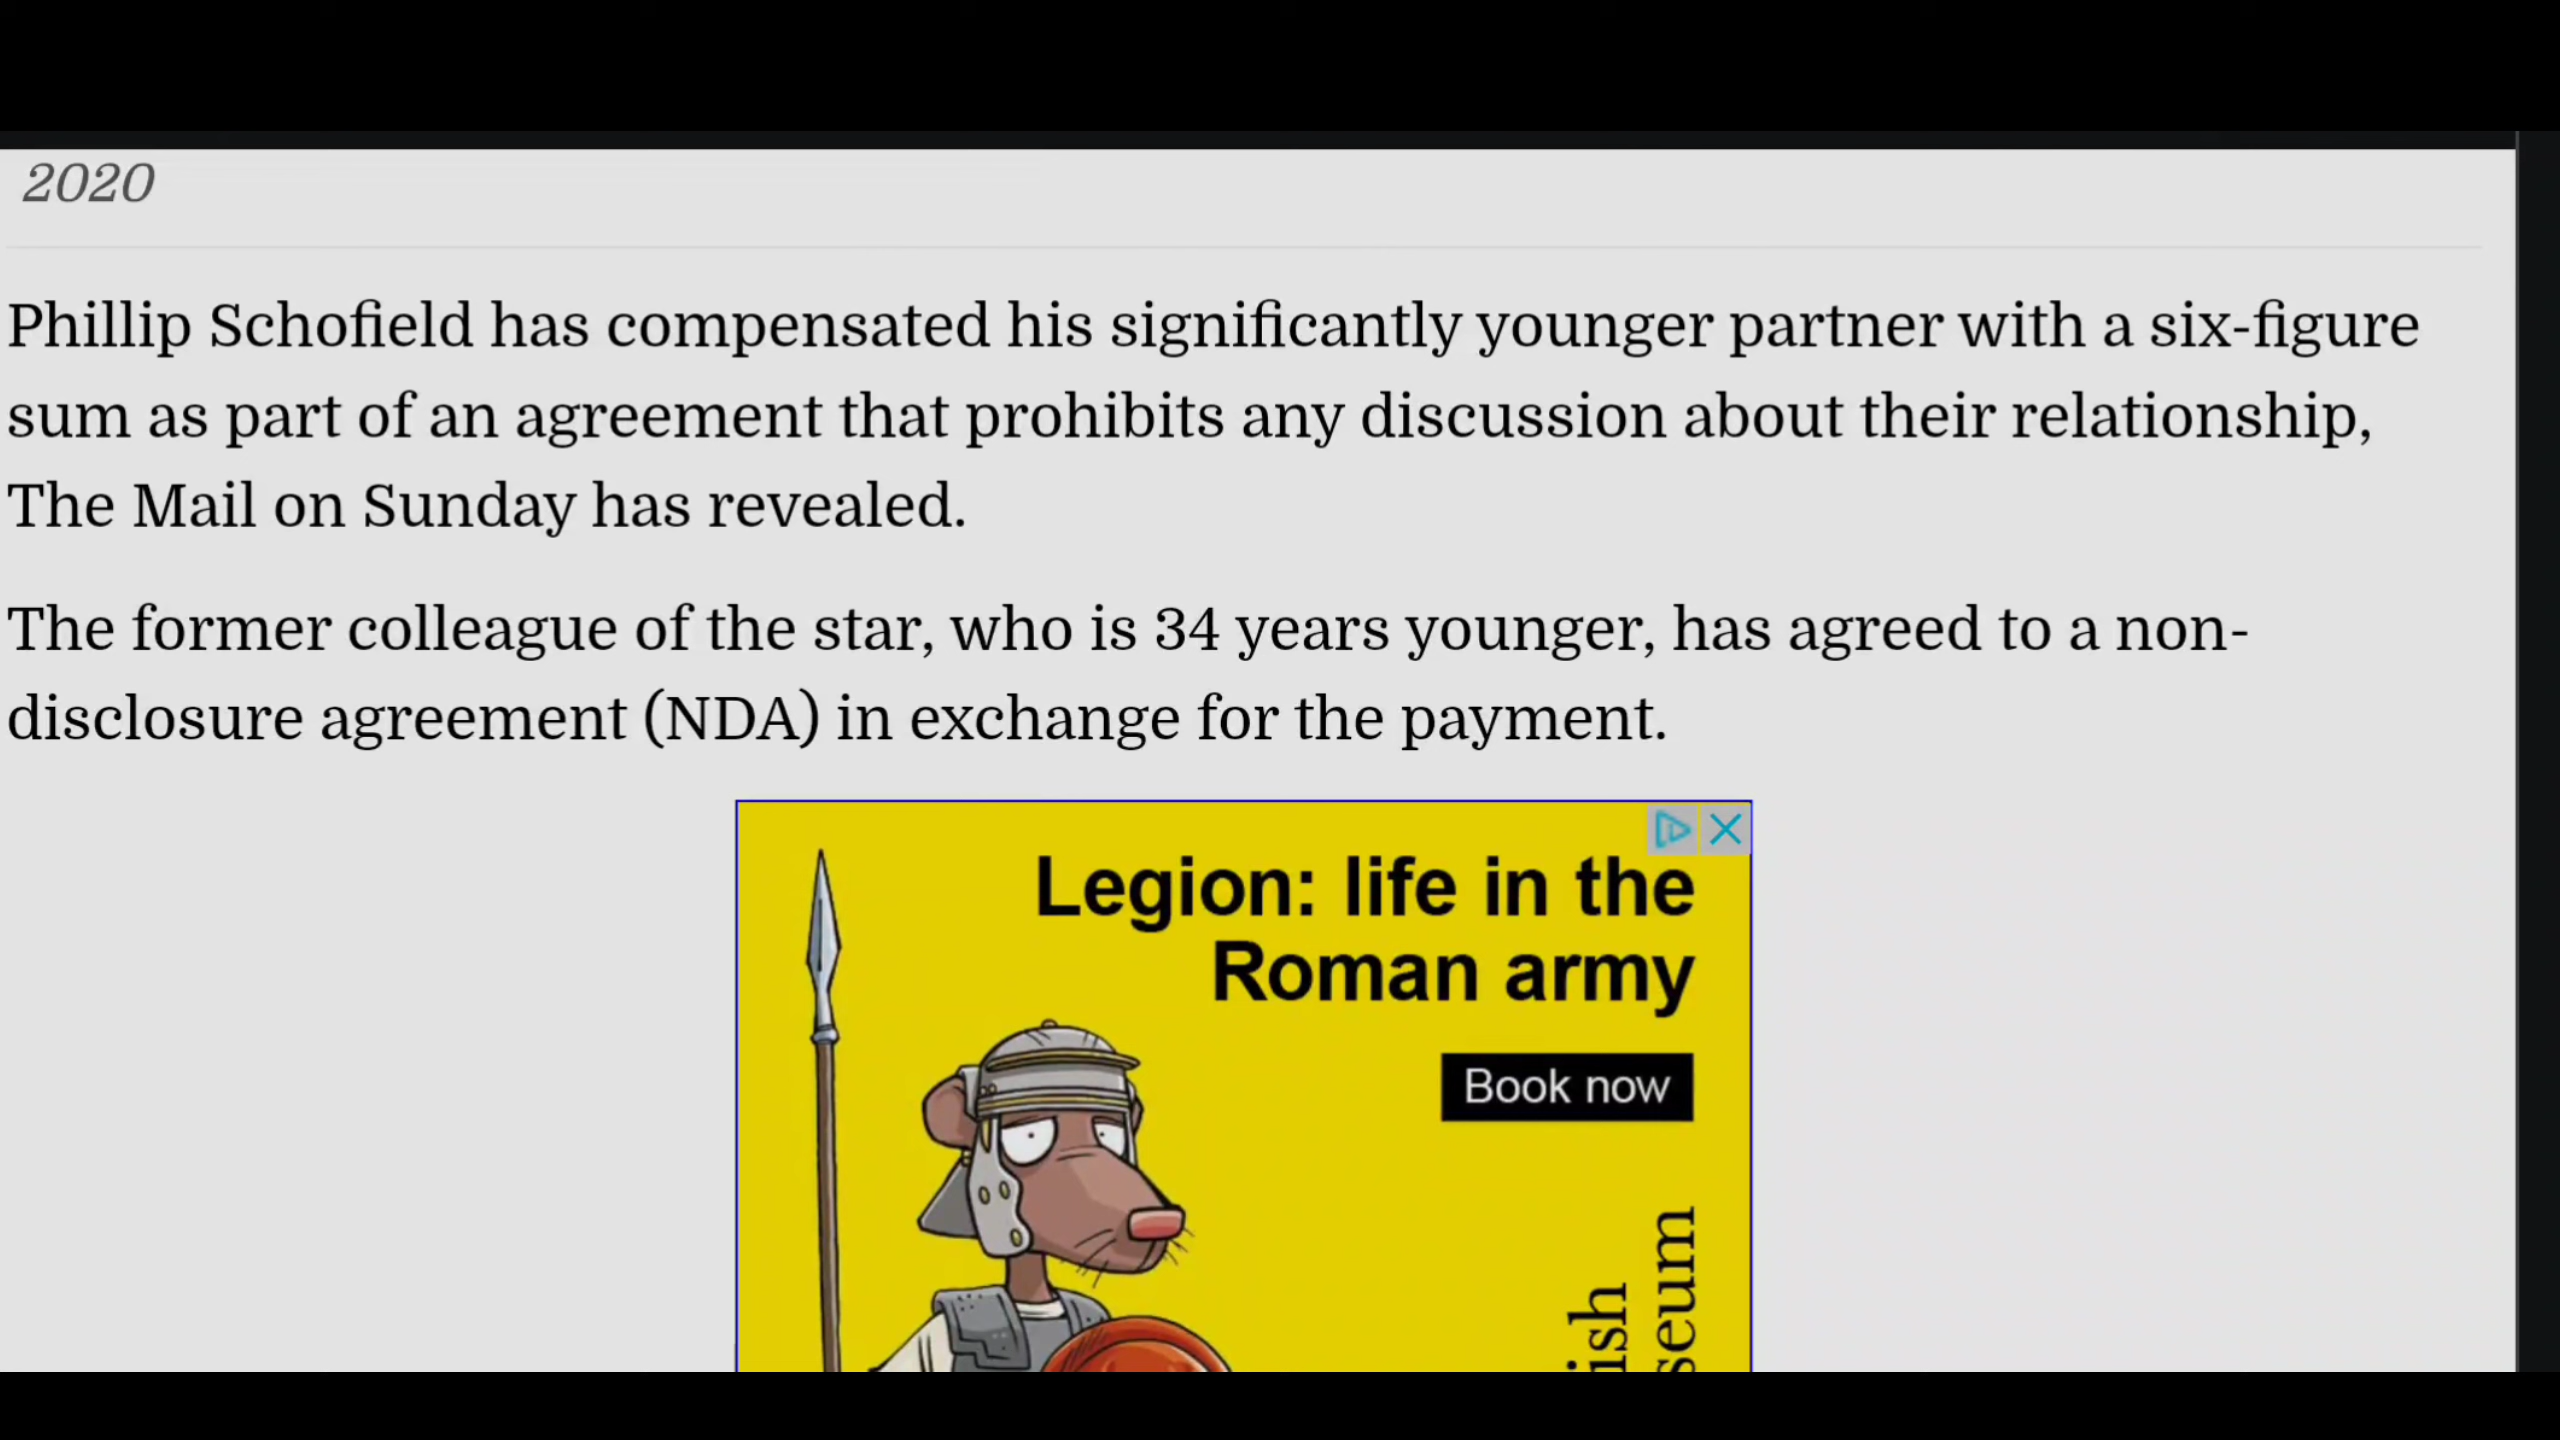 2020
Phillip Schofield has compensated his significantly younger partner with a six-figure
sum as part of an agreement that prohibits any discussion about their relationship,
The Mail on Sunday has revealed.
The former colleague of the star, who is 34 years younger, has agreed to a non-
disclosure agreement (NDA) in exchange for the payment.
Legion: life in the
Roman army
Book now
ish
seum